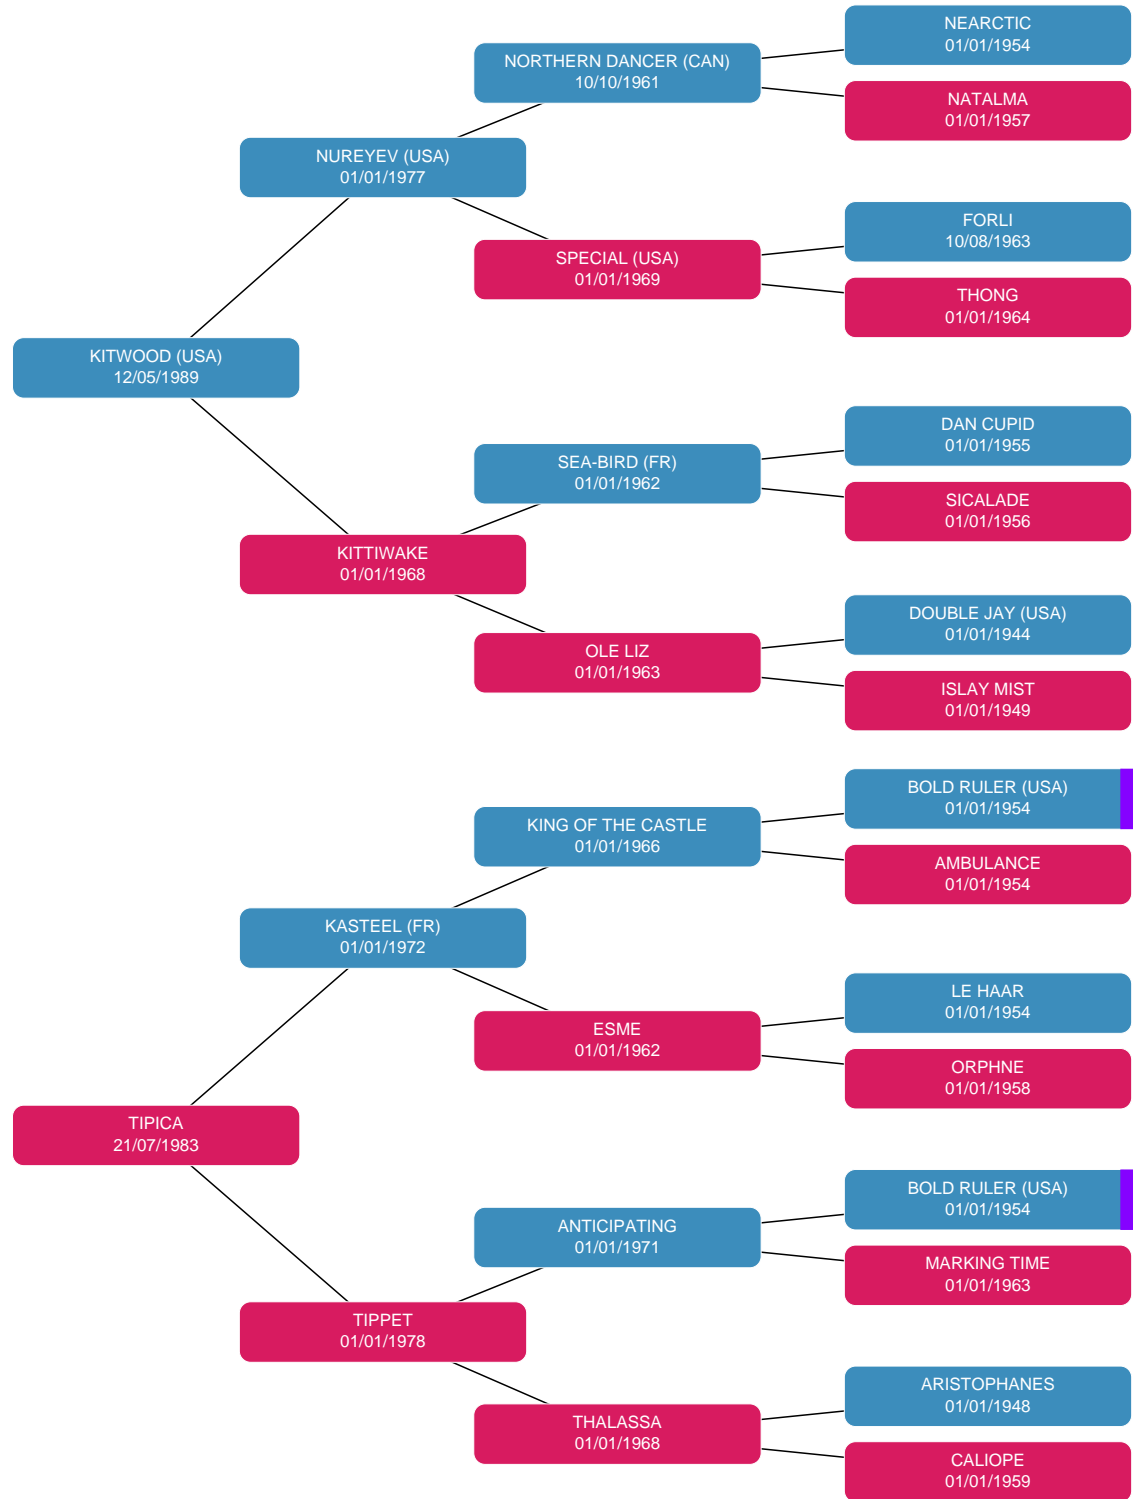 NEARCTIC
01/01/1954
NORTHERN DANCER (CAN)
10/10/1961
NATALMA
01/01/1957
NUREYEV (USA)
01/01/1977
FORLI
10/08/1963
SPECIAL (USA)
01/01/1969
THONG
01/01/1964
KITWOOD (USA)
12/05/1989
DAN CUPID
01/01/1955
SEA-BIRD (FR)
01/01/1962
SICALADE
01/01/1956
KITTIWAKE
01/01/1968
DOUBLE JAY (USA)
01/01/1944
OLE LIZ
01/01/1963
ISLAY MIST
01/01/1949
BOLD RULER (USA)
01/01/1954
KING OF THE CASTLE
01/01/1966
AMBULANCE
01/01/1954
KASTEEL (FR)
01/01/1972
LE HAAR
01/01/1954
ESME
01/01/1962
ORPHNE
01/01/1958
TIPICA
21/07/1983
BOLD RULER (USA)
01/01/1954
ANTICIPATING
01/01/1971
MARKING TIME
01/01/1963
TIPPET
01/01/1978
ARISTOPHANES
01/01/1948
THALASSA
01/01/1968
CALIOPE
01/01/1959